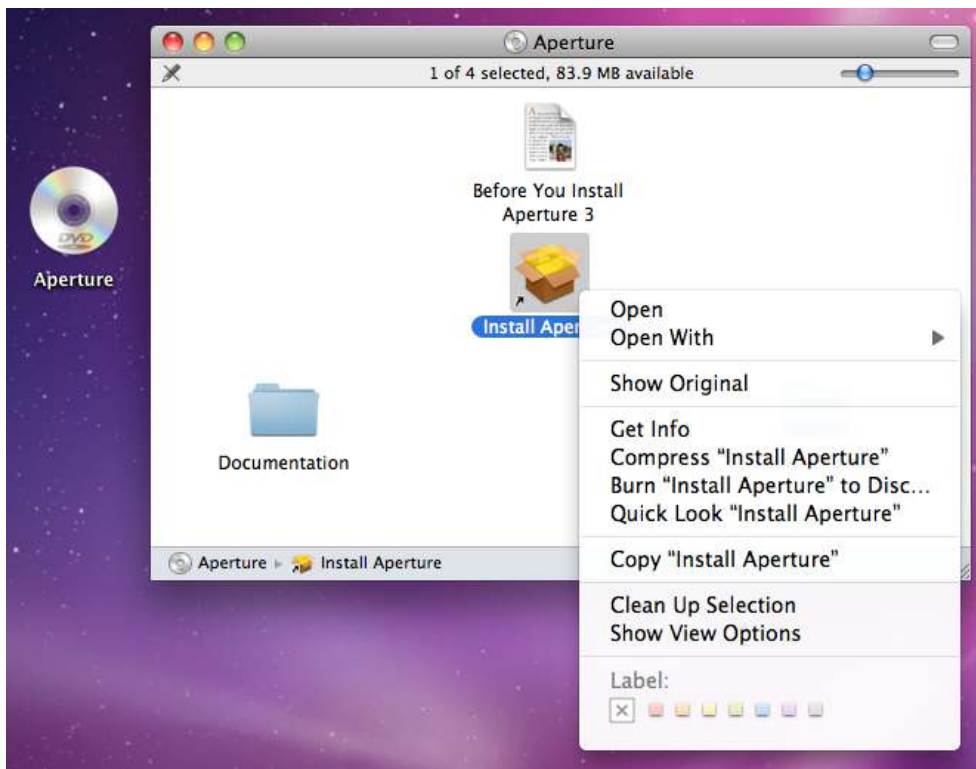 Aperture
1 of 4 selected, 83.9 MB available
Before You Install
Aperture 3
DVD
Aperture
Install Aper
Open
Open With
Show Original
Get Info
Compress “Install Aperture”
Burn “Install Aperture” to Disc...
Quick Look “Install Aperture”
Copy “Install Aperture”
Clean Up Selection
Show View Options
Label:
Documentation
Aperture ▸ Install Aperture